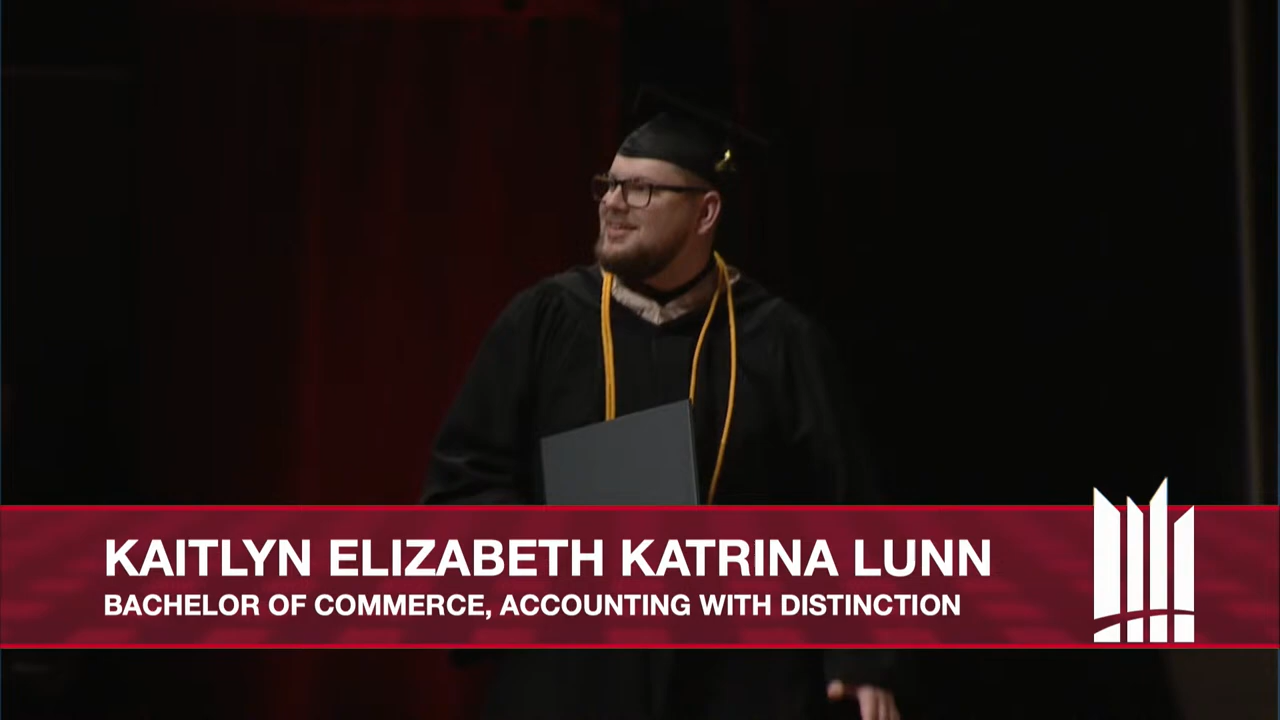 KAITLYN ELIZABETH KATRINA LUNN
BACHELOR OF COMMERCE, ACCOUNTING WITH DISTINCTION